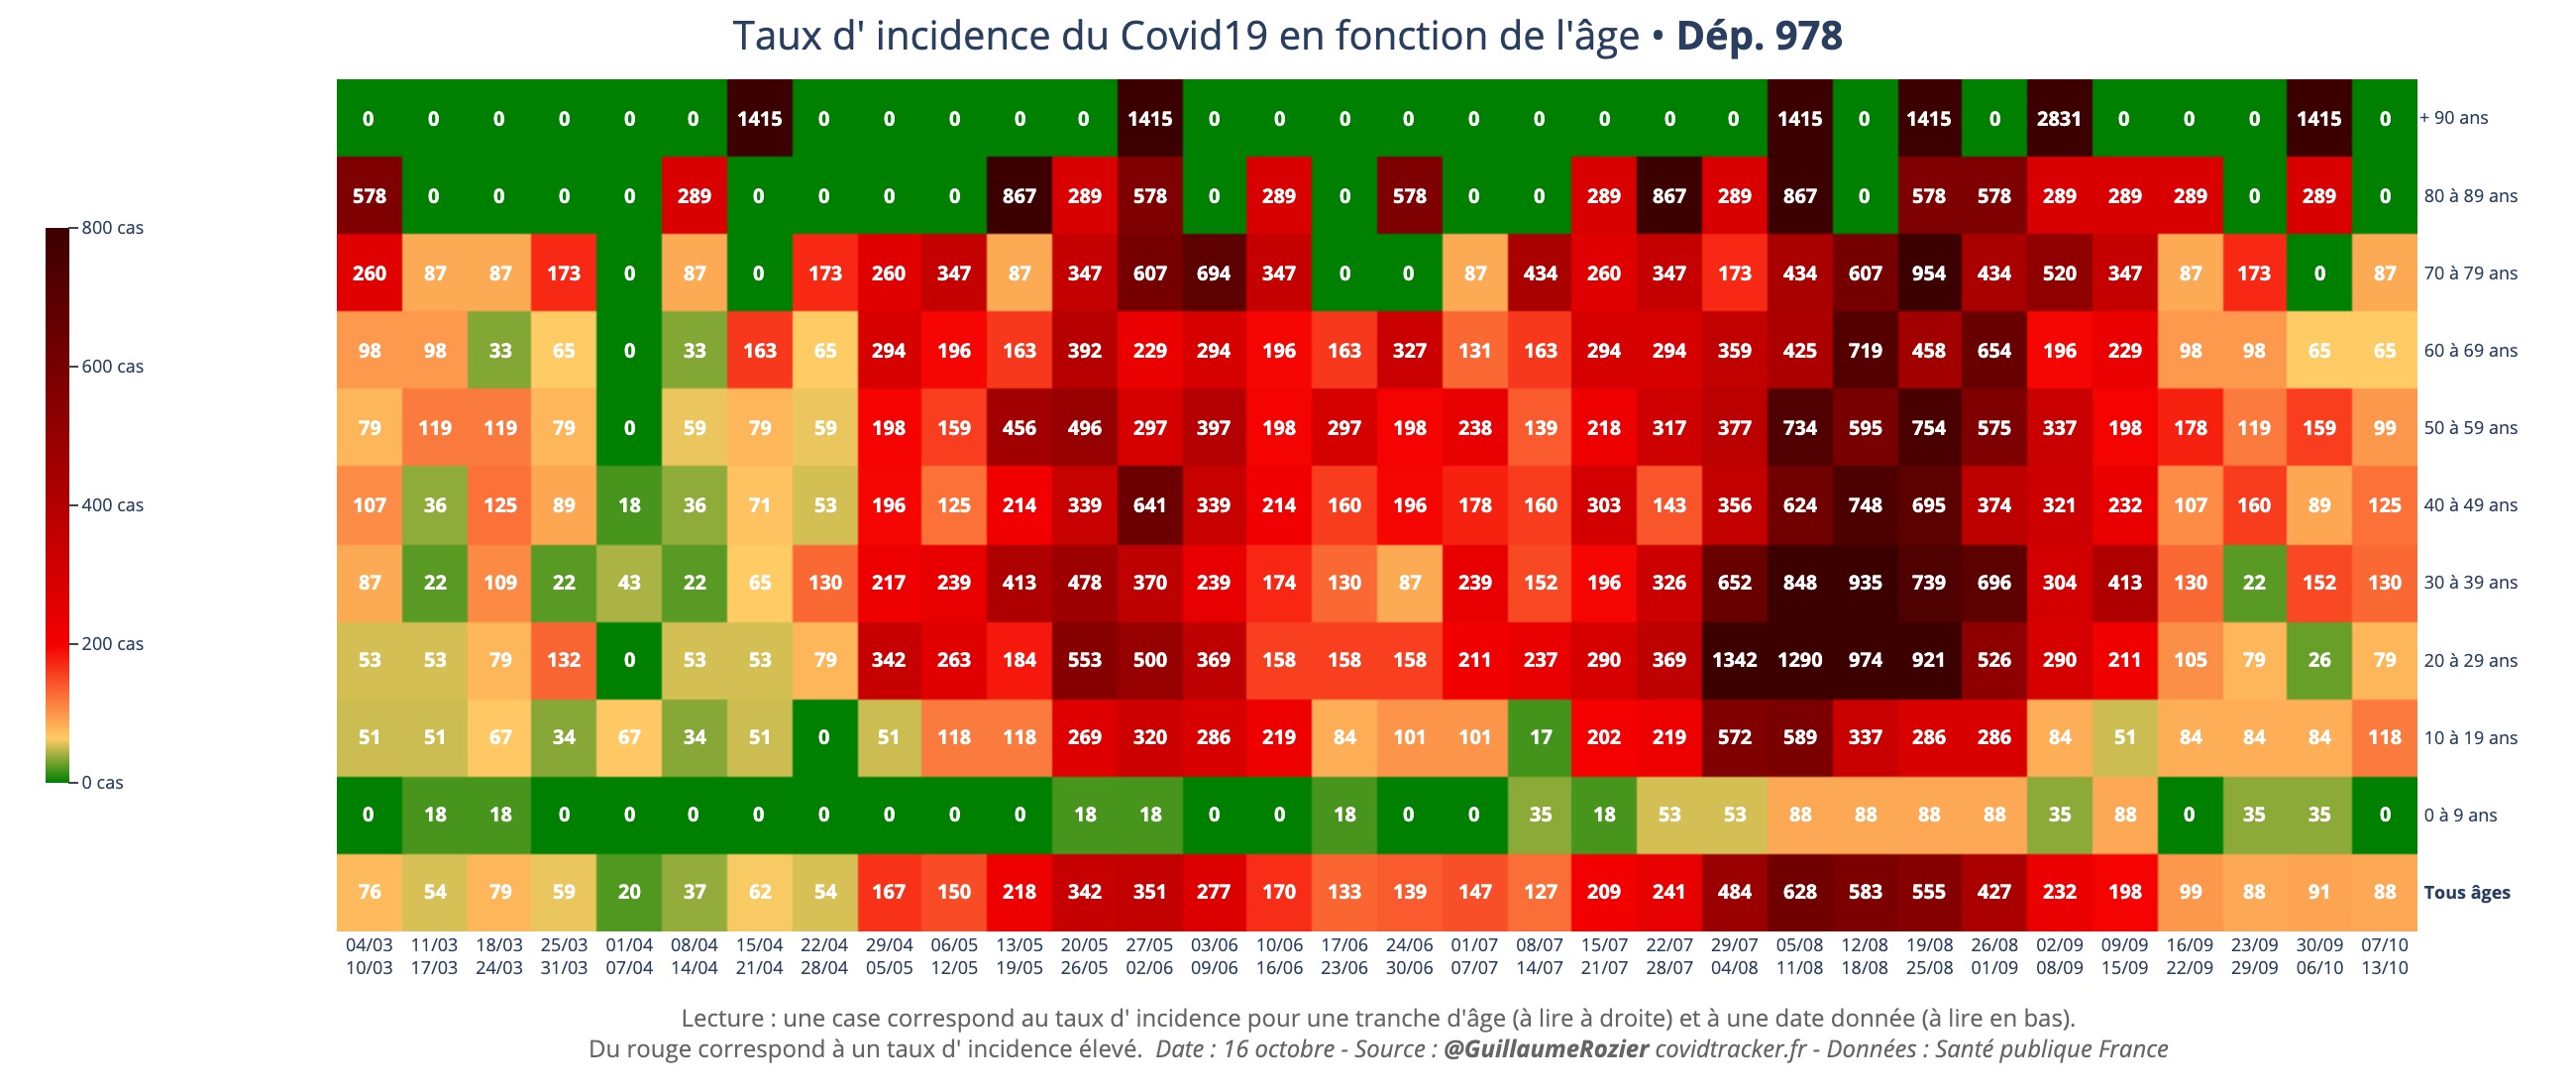 Taux d' incidence du Covid19 en fonction de l'âge • Dép. 978
0 0 0 0 0 0 1415 0 0 0 0 0 1415 0 0 0 0 0 0 0 0 0 1415 0 1415 0 2831 0 0 0 1415 0 + 90 ans
578 0 0 0 0 289 0 0 0 0 867 289 578 0 289 0 578 0 0 289 867 289 867 0 578 578 289 289 289 0 289 0 80 à 89 ans
260 87 87 173 0 87 0 173 260 347 87 347 607 694 347 0 0 87 434 260 347 173 434 607 954 434 520 347 87 173 0 87 70 à 79 ans
98 98 33 65 0 33 163 65 294 196 163 392 229 294 196 163 327 131 163 294 294 359 425 719 458 654 196 229 98 98 65 65 60 à 69 ans
79 119 119 79 0 59 79 59 198 159 456 496 297 397 198 297 198 238 139 218 317 377 734 595 754 575 337 198 178 119 159 99 50 à 59 ans
107 36 125 89 18 36 71 53 196 125 214 339 641 339 214 160 196 178 160 303 143 356 624 748 695 374 321 232 107 160 89 125 40 à 49 ans
87 22 109 22 43 22 65 130 217 239 413 478 370 239 174 130 87 239 152 196 326 652 848 935 739 696 304 413 130 22 152 130 30 à 39 ans
53 53 79 132 0 53 53 79 342 263 184 553 500 369 158 158 158 211 237 290 369 1342 1290 974 921 526 290 211 105 79 26 79 20 à 29 ans
51 51 67 34 67 34 51 0 51 118 118 269 320 286 219 84 101 101 17 202 219 572 589 337 286 286 84 51 84 84 84 118 10 à 19 ans
0 18 18 0 0 0 0 0 0 0 0 18 18 0 0 18 0 0 35 18 53 53 88 88 88 88 35 88 0 35 35 0 0 à 9 ans
76 54 79 59 20 37 62 54 167 150 218 342 351 277 170 133 139 147 127 209 241 484 628 583 555 427 232 198 99 88 91 88 Tous âges
04/03 11/03 18/03 25/03 01/04 08/04 15/04 22/04 29/04 06/05 13/05 20/05 27/05 03/06 10/06 17/06 24/06 01/07 08/07 15/07 22/07 29/07 05/08 12/08 19/08 26/08 02/09 09/09 16/09 23/09 30/09 07/10
10/03 17/03 24/03 31/03 07/04 14/04 21/04 28/04 05/05 12/05 19/05 26/05 02/06 09/06 16/06 23/06 30/06 07/07 14/07 21/07 28/07 04/08 11/08 18/08 25/08 01/09 08/09 15/09 22/09 29/09 06/10 13/10
800 cas
600 cas
400 cas
200 cas
0 cas
Lecture : une case correspond au taux d' incidence pour une tranche d'âge (à lire à droite) et à une date donnée (à lire en bas).
Du rouge correspond à un taux d' incidence élevé. Date : 16 octobre - Source : @GuillaumeRozier covidtracker.fr - Données : Santé publique France